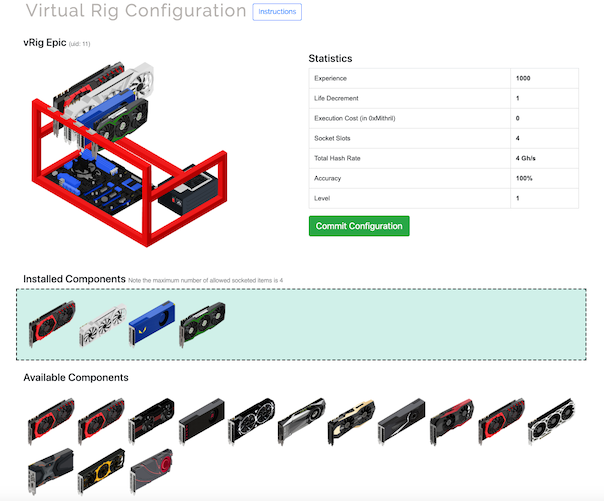 Virtual Rig Configuration instructions
vRig Epic (uid: 11)
Statistics
Experience 1000
Life Decrement 1
Execution Cost (in 0xMithril) 0
Socket Slots 4
Total Hash Rate 4 Gh/s
Accuracy 100%
Level 1
Commit Configuration
Installed Components Note the maximum number of allowed socketed items is 4
Available Components